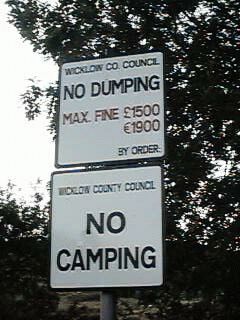 WICKLOW CO. COUNCIL
NO DUMPING
MAX. FINE £1500
€1900
BY ORDER.
WICKLOW COUNTY COUNCIL
NO
CAMPING